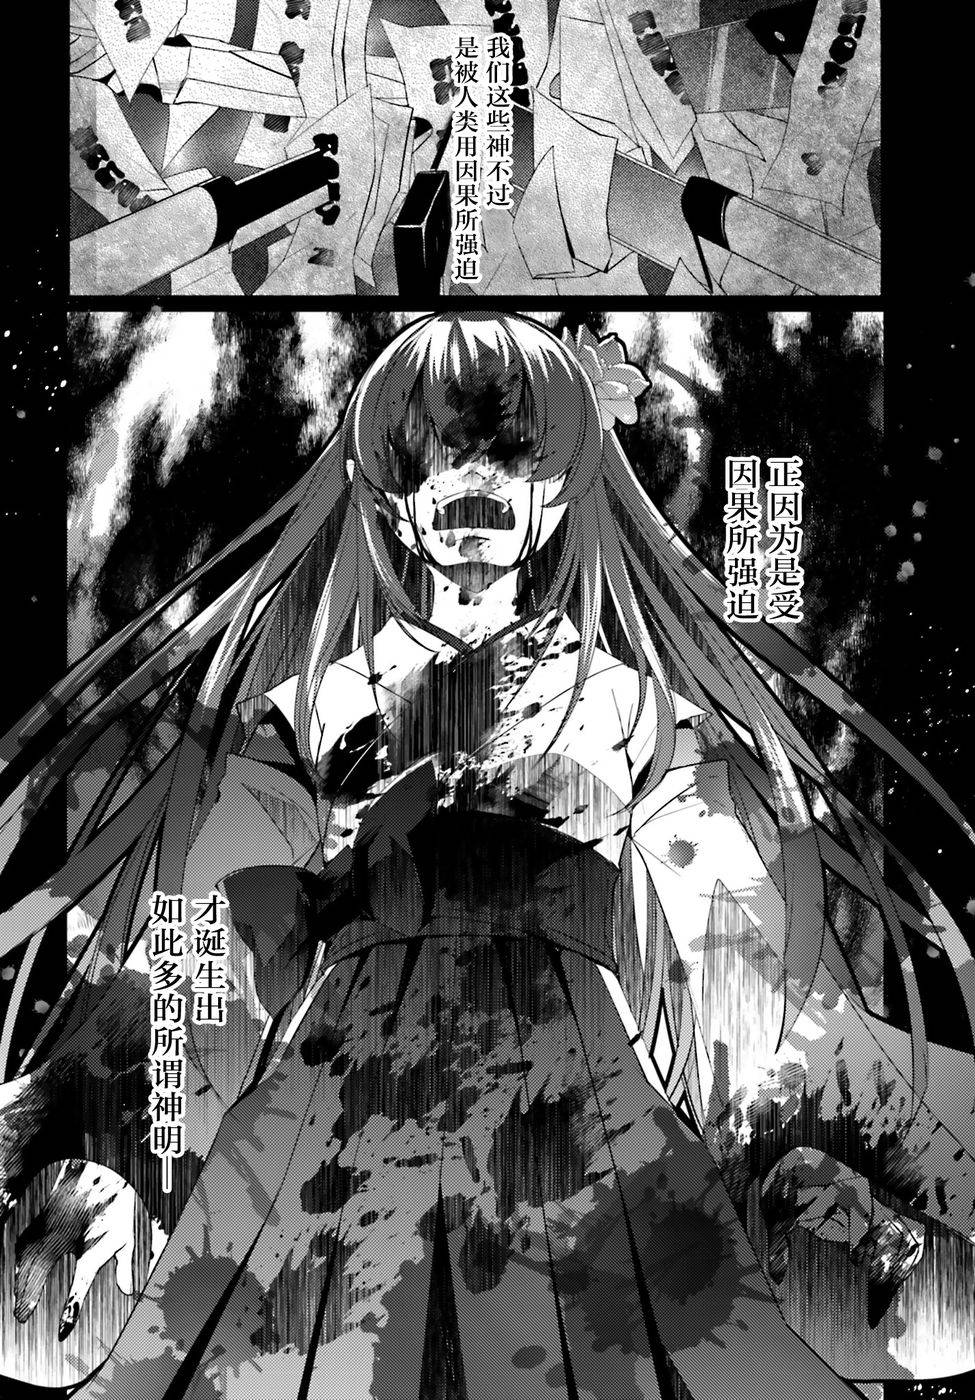 我们这些神不过
是被人类用因果所强迫
正因为是受
因果所强迫
才诞生出
如此多的所谓神明—